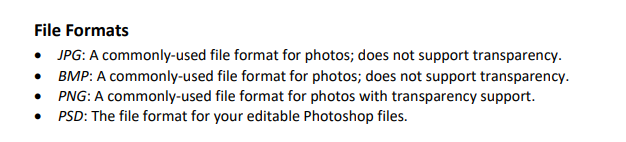 File Formats
• JPG: A commonly-used file format for photos; does not support transparency.
• BMP: A commonly-used file format for photos; does not support transparency.
• PNG: A commonly-used file format for photos with transparency support.
• PSD: The file format for your editable Photoshop files.